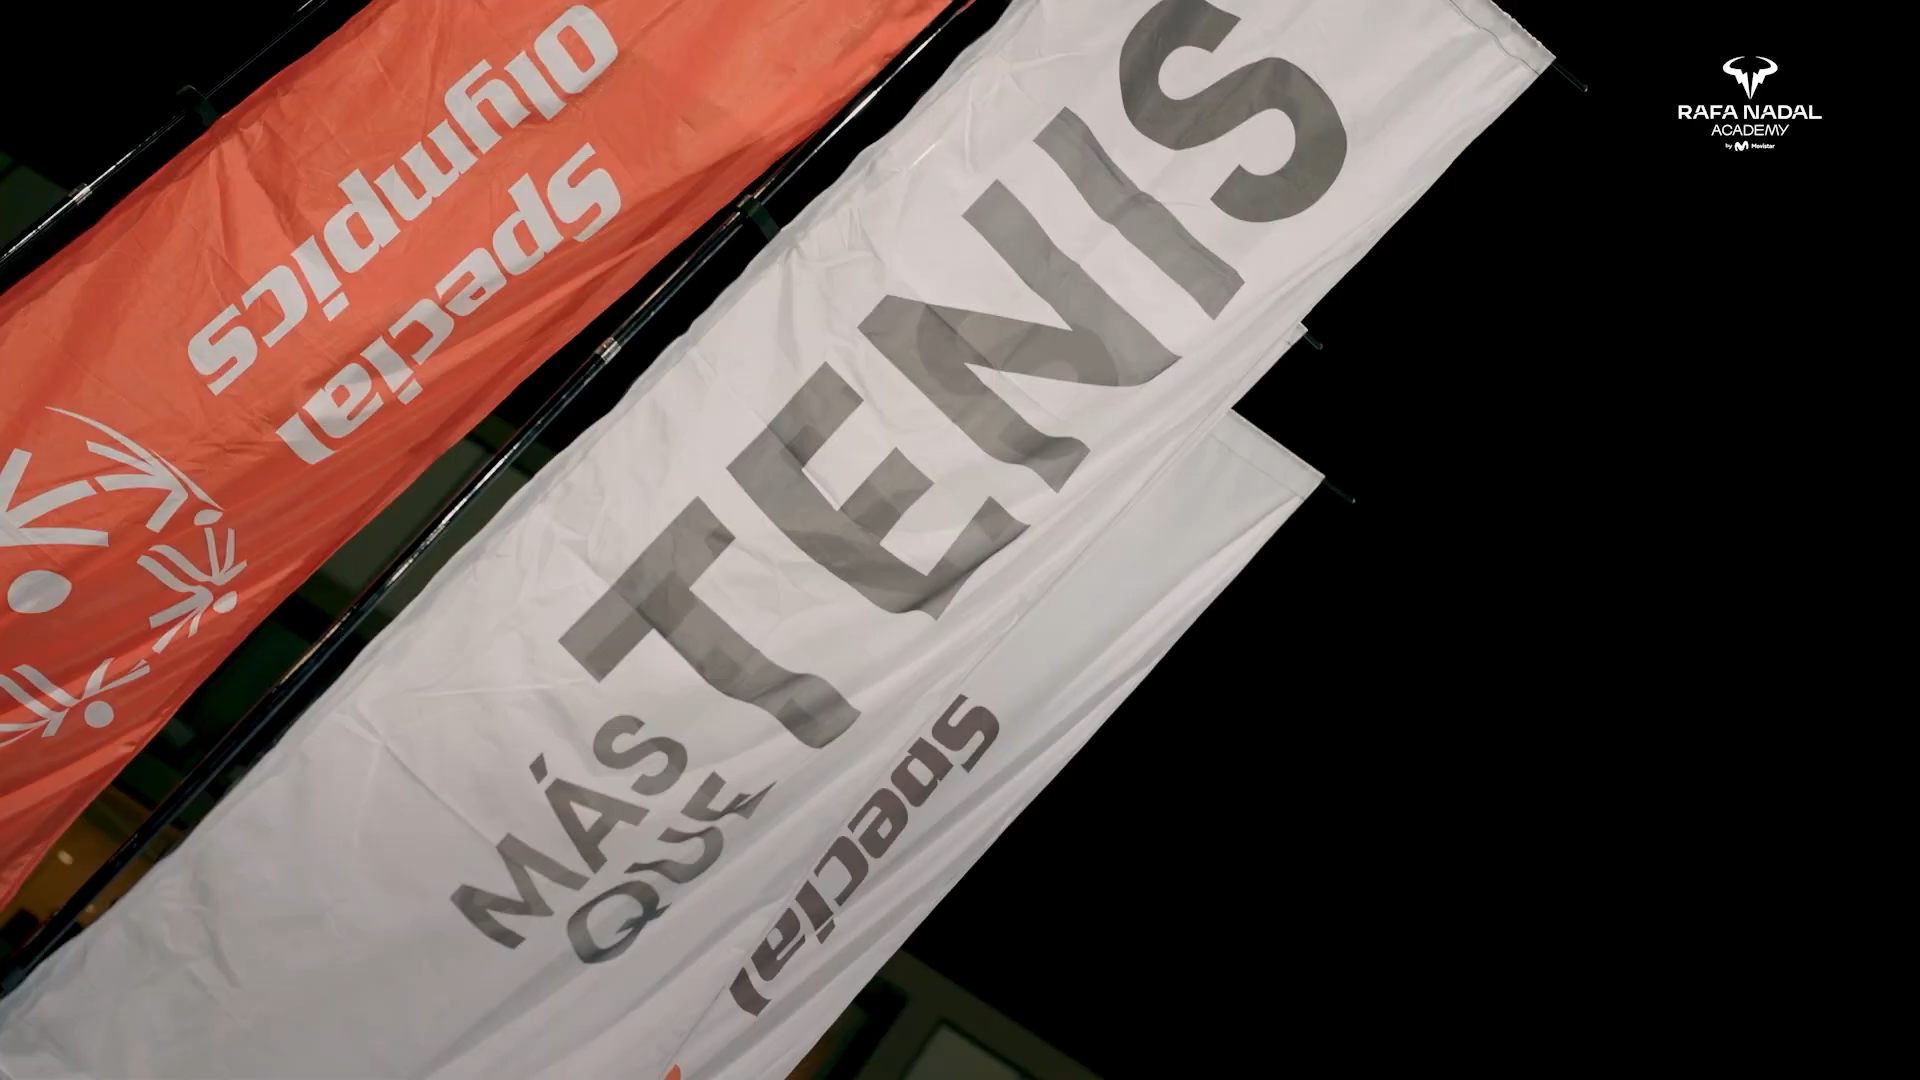 Special
Olympics
MÁS
QUE
TENIS
Special
RAFA NADAL
ACADEMY
by Movistar